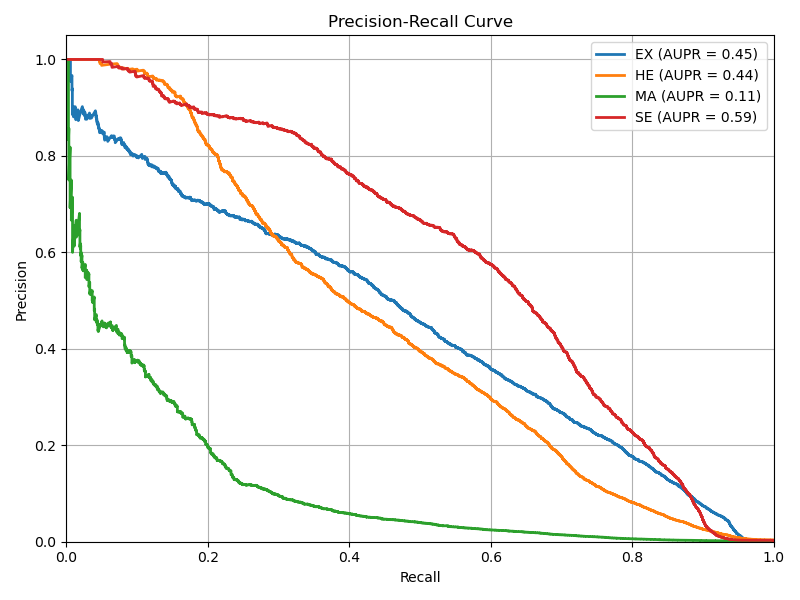 Precision-Recall Curve
EX (AUPR = 0.45)
HE (AUPR = 0.44)
MA (AUPR = 0.11)
SE (AUPR = 0.59)
1.0
0.8
0.6
0.4
0.2
0.0
Precision
0.0 0.2 0.4 0.6 0.8 1.0
Recall